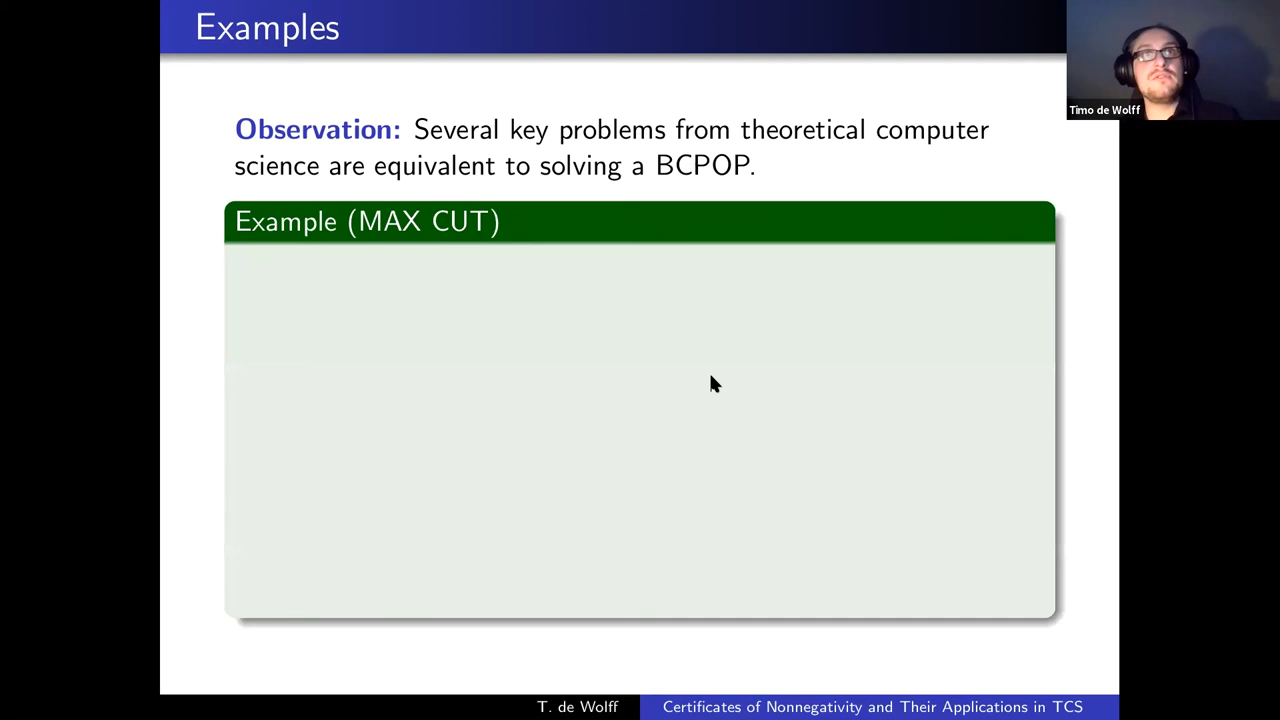 Examples
Timo de Wolff
Observation: Several key problems from theoretical computer
science are equivalent to solving a BCPOP.
Example (MAX CUT)
T. de Wolff
Certificates of Nonnegativity and Their Applications in TCS